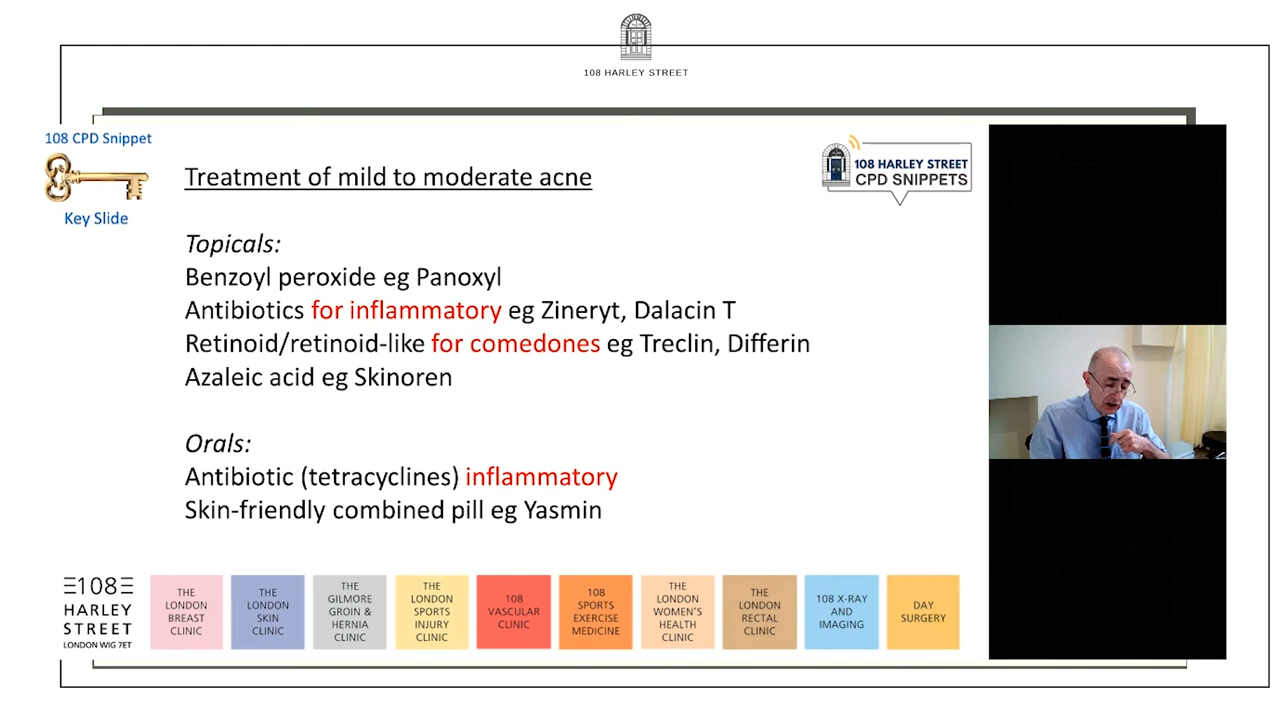 108 HARLEY STREET
108 CPD Snippet
Key Slide
108 HARLEY STREET
CPD SNIPPETS
Treatment of mild to moderate acne
Topicals:
Benzoyl peroxide eg Panoxyl
Antibiotics for inflammatory eg Zineryt, Dalacin T
Retinoid/retinoid-like for comedones eg Treclin, Differin
Azaleic acid eg Skinoren
Orals:
Antibiotic (tetracyclines) inflammatory
Skin-friendly combined pill eg Yasmin
108
HARLEY
STREET
LONDON W1G 7ET
THE
LONDON
BREAST
CLINIC
THE
LONDON
SKIN
CLINIC
THE
GILMORE
GROIN &
HERNIA
CLINIC
THE
LONDON
SPORTS
INJURY
CLINIC
108
VASCULAR
CLINIC
108
SPORTS
EXERCISE
MEDICINE
THE
LONDON
WOMEN'S
HEALTH
CLINIC
THE
LONDON
RECTAL
CLINIC
108 X-RAY
AND
IMAGING
DAY
SURGERY